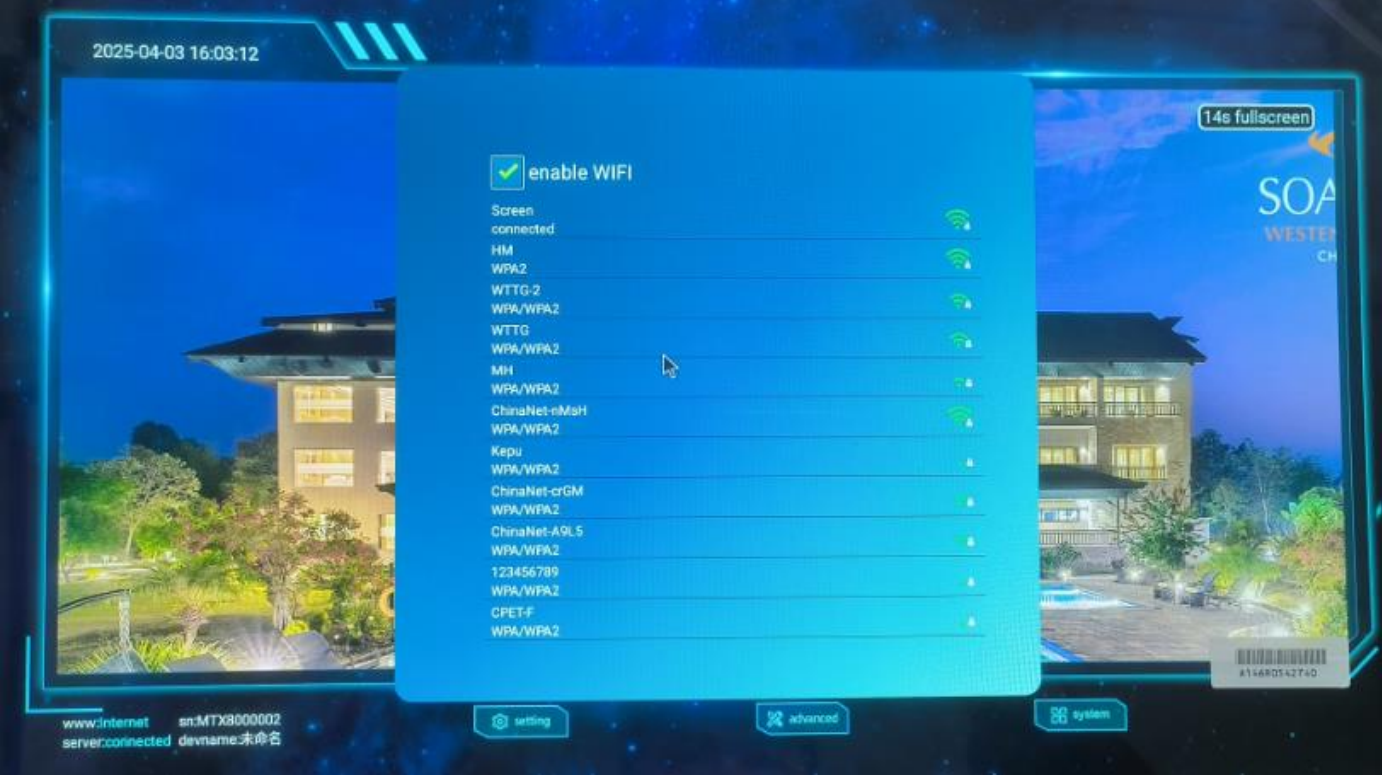 2025-04-03 16:03:12
14s fullscreen
enable WIFI
Screen
connected
HM
WPA2
WTTG-2
WPA/WPA2
WTTG
WPA/WPA2
MH
WPA/WPA2
ChinaNet-nMsH
WPA/WPA2
Kepu
WPA/WPA2
ChinaNet-crGM
WPA/WPA2
ChinaNet-A9L5
WPA/WPA2
123456789
WPA/WPA2
CPET-F
WPA/WPA2
SOA
WESTE
CH
A146R0542740
www:internet sn:MTX8000002
server:connected devname:未命名
setting
advanced
system